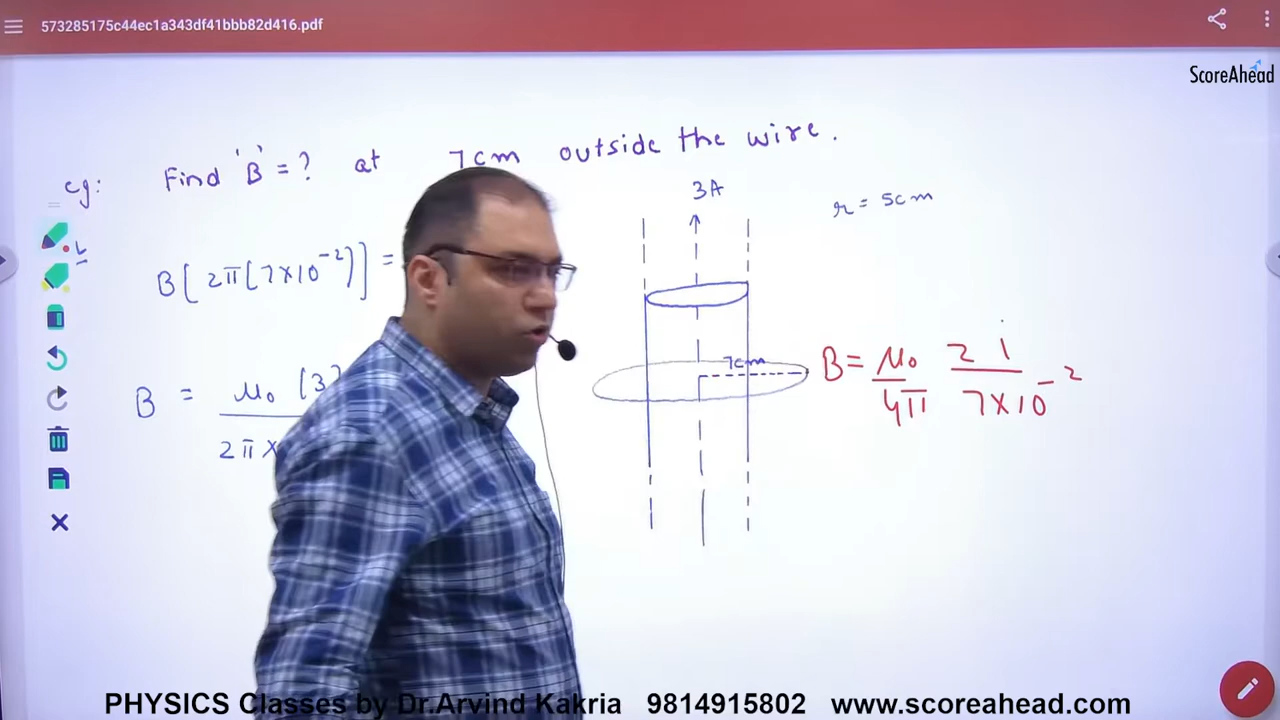 573285175c44ec1a343df41bbb82d416.pdf
ScoreAhead
eg: Find 'B' = ? at 7cm outside the wire.
3A
r = 5cm
B[2π(7×10⁻²)] =
7cm
B = μ₀ (3)
2π×
B = μ₀ 2 i
4π 7×10⁻²
PHYSICS Classes by Dr.Arvind Kakria 9814915802 www.scoreahead.com